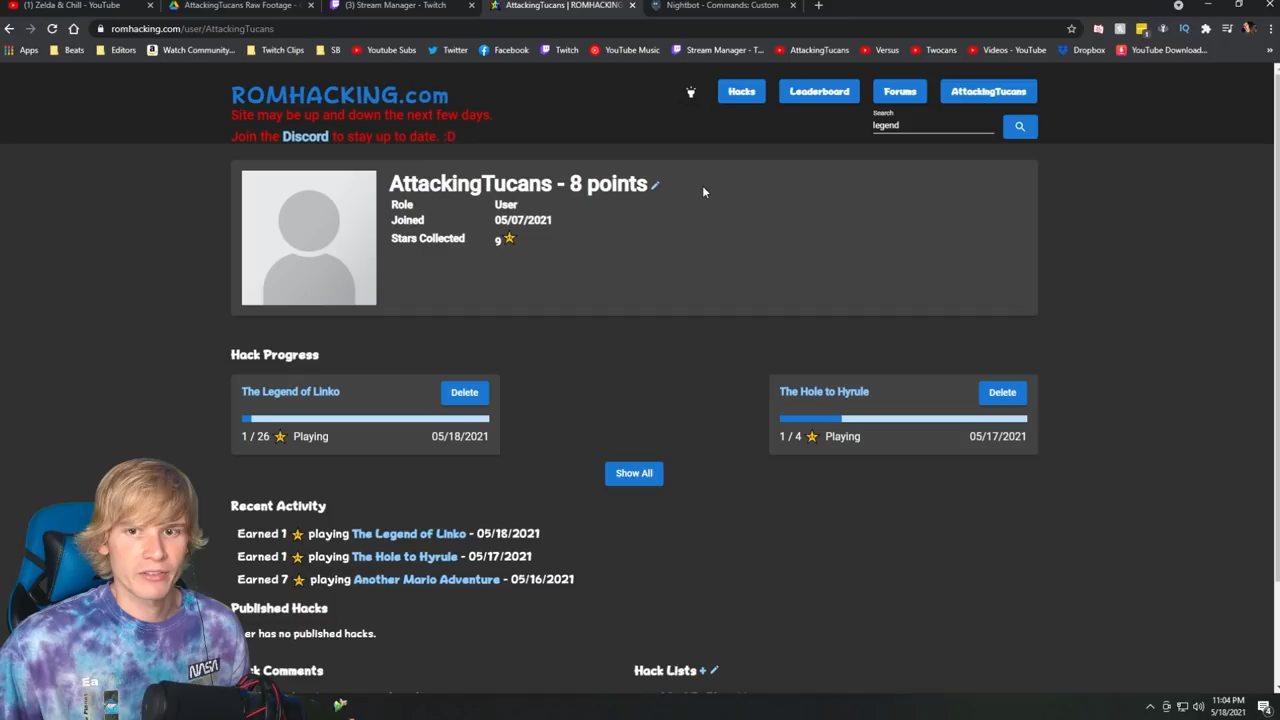 (1) Zelda & Chill - YouTube
AttackingTucans Raw Footage -
(3) Stream Manager - Twitch
AttackingTucans | ROMHACKING
Nightbot - Commands: Custom
romhacking.com/user/AttackingTucans
Apps Beats Editors Watch Community... Twitch Clips SB Youtube Subs Twitter Facebook Twitch YouTube Music Stream Manager - T... AttackingTucans Versus Twocans Videos - YouTube Dropbox YouTube Download...
ROMHACKING.com
Hacks Leaderboard Forums AttackingTucans
Site may be up and down the next few days.
Search
legend
Join the Discord to stay up to date. :D
AttackingTucans - 8 points
Role User
Joined 05/07/2021
Stars Collected 9
Hack Progress
The Legend of Linko Delete
1 / 26 Playing 05/18/2021
The Hole to Hyrule Delete
1 / 4 Playing 05/17/2021
Show All
Recent Activity
Earned 1 playing The Legend of Linko - 05/18/2021
Earned 1 playing The Hole to Hyrule - 05/17/2021
Earned 7 playing Another Mario Adventure - 05/16/2021
Published Hacks
er has no published hacks.
k Comments
Hack Lists +
NASA
Ea
11:04 PM
5/18/2021